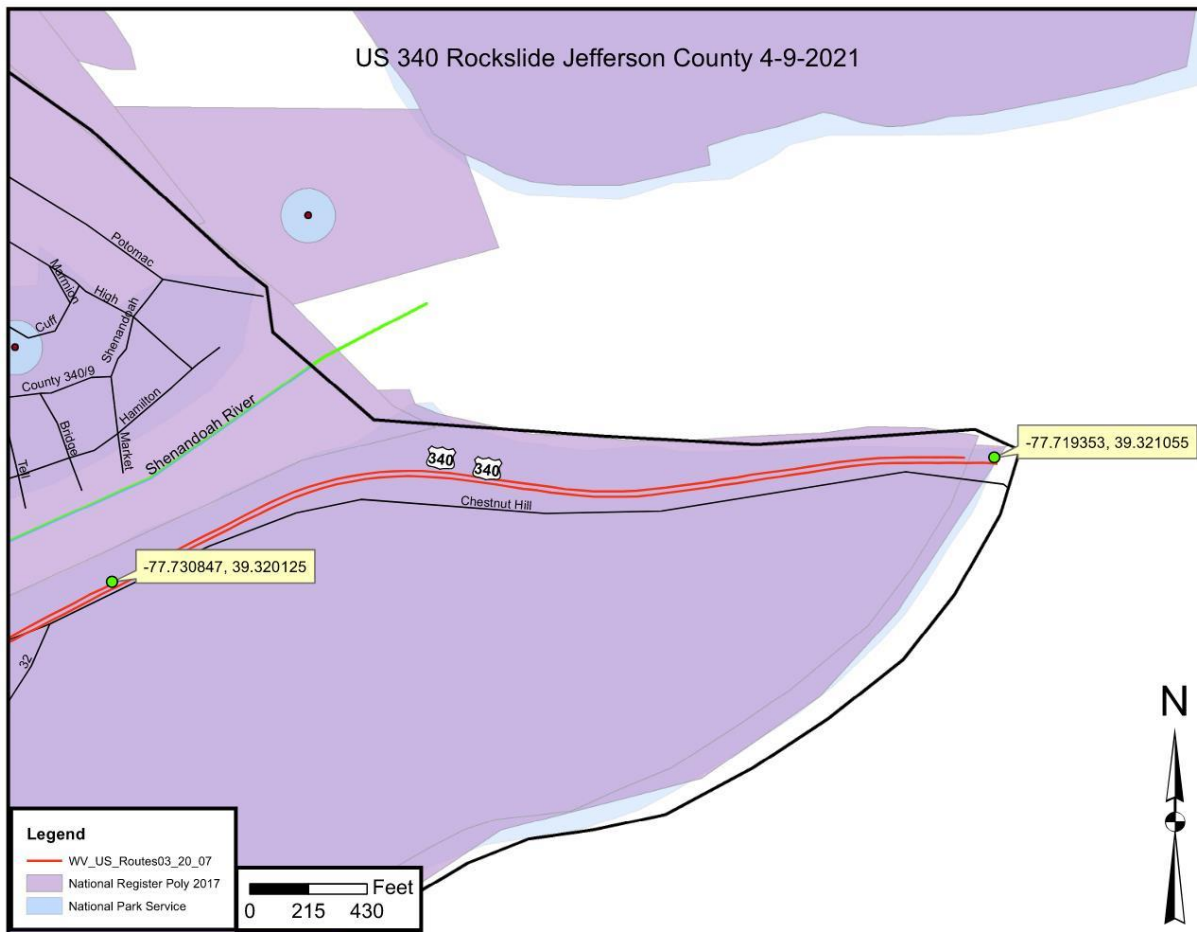 US 340 Rockslide Jefferson County 4-9-2021
Potomac
Marmion
High
Shenandoah
Cuff
County 340/9
Hamilton
Bridge
Market
Tell
Shenandoah River
340
340
Chestnut Hill
-77.719353, 39.321055
-77.730847, 39.320125
32
N
Legend
WV_US_Routes03_20_07
National Register Poly 2017
National Park Service
Feet
0 215 430